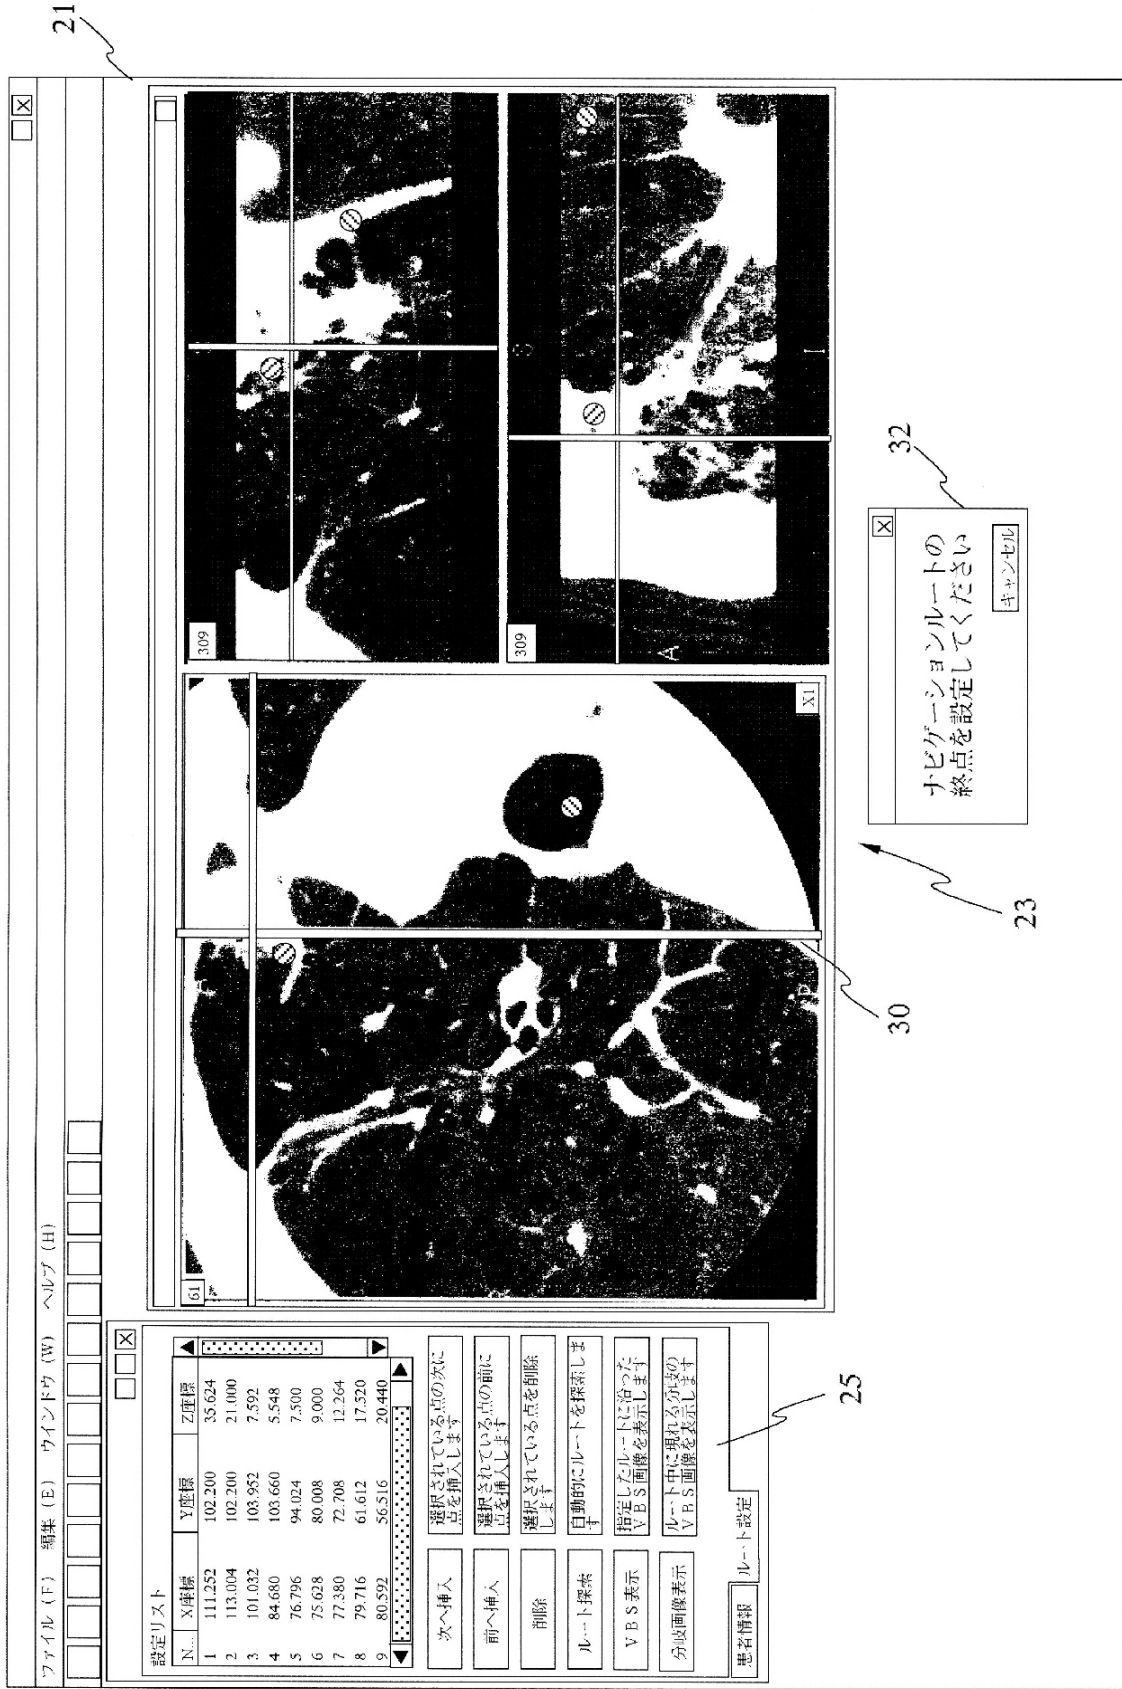 21
ファイル (F)　編集 (E)　ウインドウ (W)　ヘルプ (H)
設定リスト
N...　X座標　Y座標　Z座標
1　111.252　102.200　35.624
2　113.004　102.200　21.000
3　101.032　103.952　7.592
4　84.680　103.660　5.548
5　76.796　94.024　7.500
6　75.628　80.008　9.000
7　77.380　72.708　12.264
8　79.716　61.612　17.520
9　80.592　56.516　20.440
次へ挿入　選択されている点の次に
点を挿入します
前へ挿入　選択されている点の前に
点を挿入します
削除　選択されている点を削除
します
ルート探索　自動的にルートを探索しま
す
ＶＢＳ表示　指定したルートに沿った
ＶＢＳ画像を表示します
分岐画像表示　ルート中に現れる分岐の
ＶＢＳ画像を表示します
患者情報　ルート設定
25
61
X1
309
309
A
I
30
23
ナビゲーションルートの
終点を設定してください
キャンセル
32